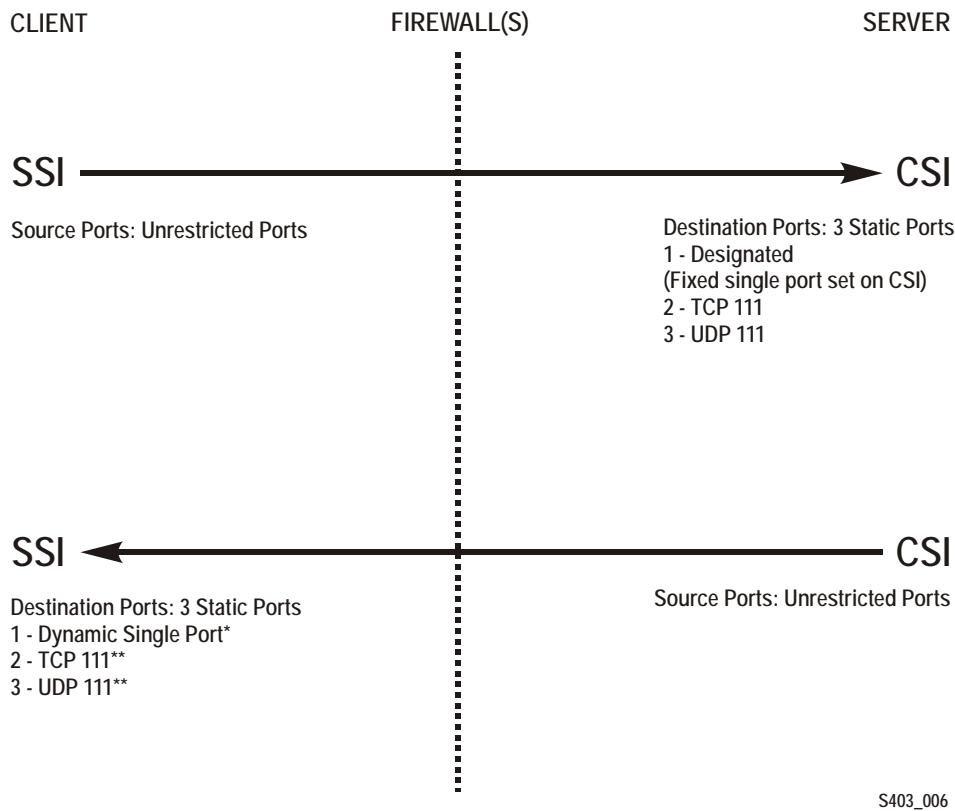 CLIENT
FIREWALL(S)
SERVER
SSI
CSI
Source Ports: Unrestricted Ports
Destination Ports: 3 Static Ports
1 - Designated
(Fixed single port set on CSI)
2 - TCP 111
3 - UDP 111
SSI
CSI
Destination Ports: 3 Static Ports
1 - Dynamic Single Port*
2 - TCP 111**
3 - UDP 111**
Source Ports: Unrestricted Ports
S403_006